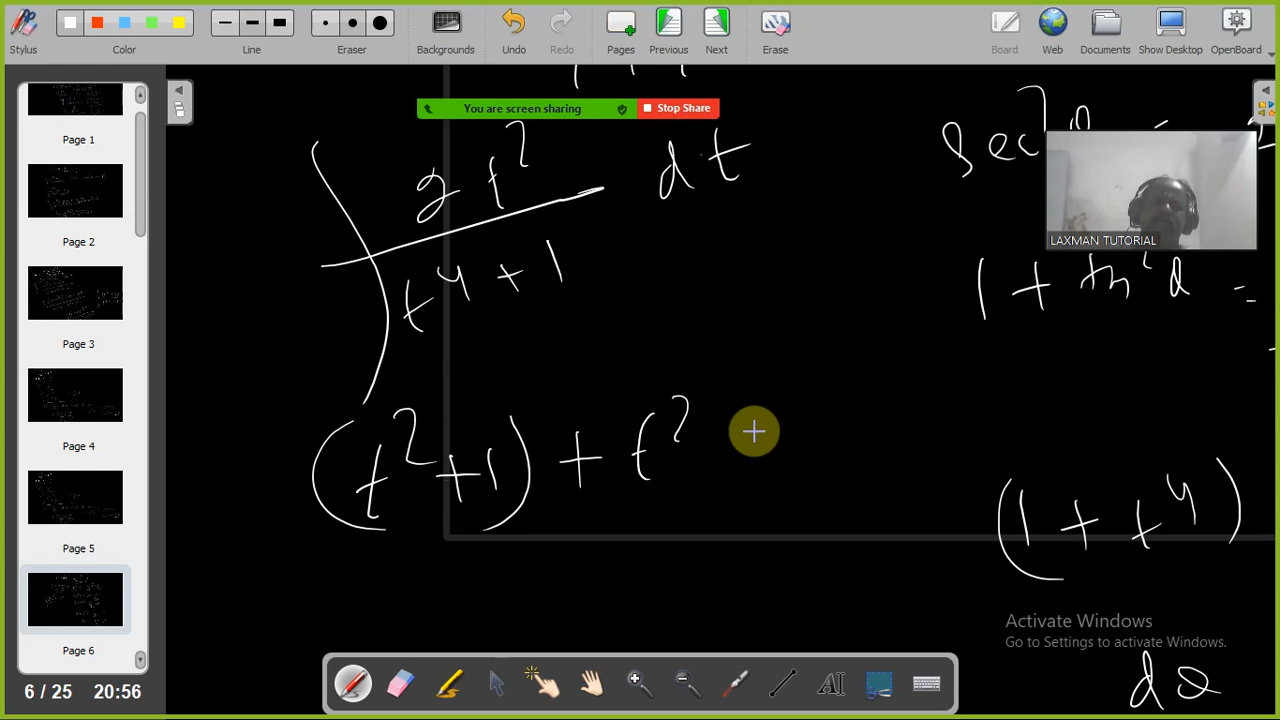 Stylus
Color
Line
Eraser
Backgrounds
Undo
Redo
Pages
Previous
Next
Erase
Board
Web
Documents
Show Desktop
OpenBoard
You are screen sharing
Stop Share
Page 1
Page 2
Page 3
Page 4
Page 5
Page 6
6 / 25 20:56
∫ 2t² / (t⁴ + 1) dt
(t² + 1) + t²
sec²θ =
1 + tan²θ =
(1 + t⁴)
dθ
LAXMAN TUTORIAL
Activate Windows
Go to Settings to activate Windows.